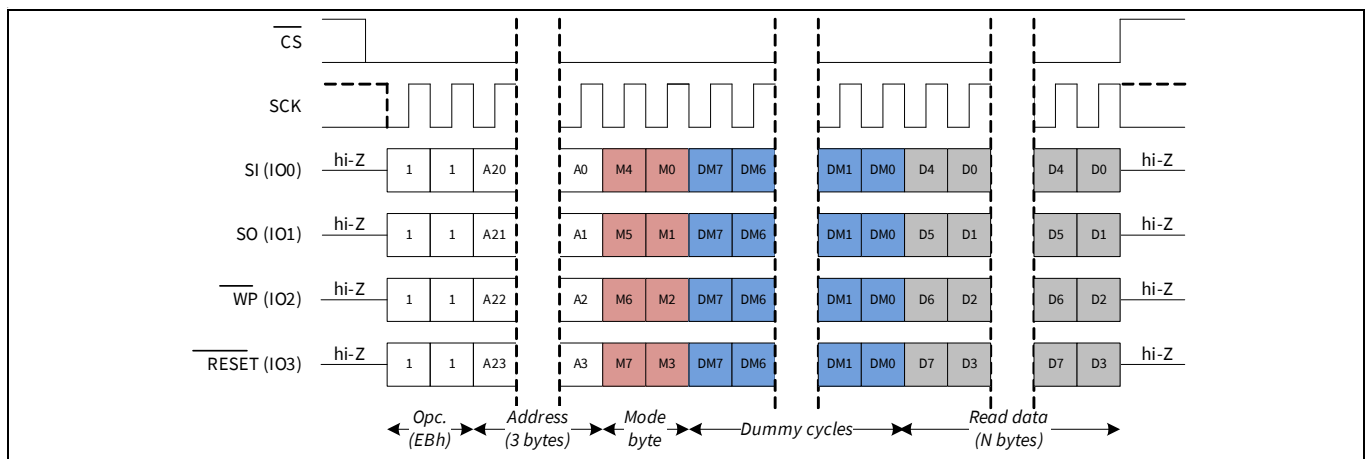 CS
SCK
SI (IO0) hi-Z 1 1 A20 A0 M4 M0 DM7 DM6 DM1 DM0 D4 D0 D4 D0 hi-Z
SO (IO1) hi-Z 1 1 A21 A1 M5 M1 DM7 DM6 DM1 DM0 D5 D1 D5 D1 hi-Z
WP (IO2) hi-Z 1 1 A22 A2 M6 M2 DM7 DM6 DM1 DM0 D6 D2 D6 D2 hi-Z
RESET (IO3) hi-Z 1 1 A23 A3 M7 M3 DM7 DM6 DM1 DM0 D7 D3 D7 D3 hi-Z
Opc. Address Mode Dummy cycles Read data
(EBh) (3 bytes) byte (N bytes)